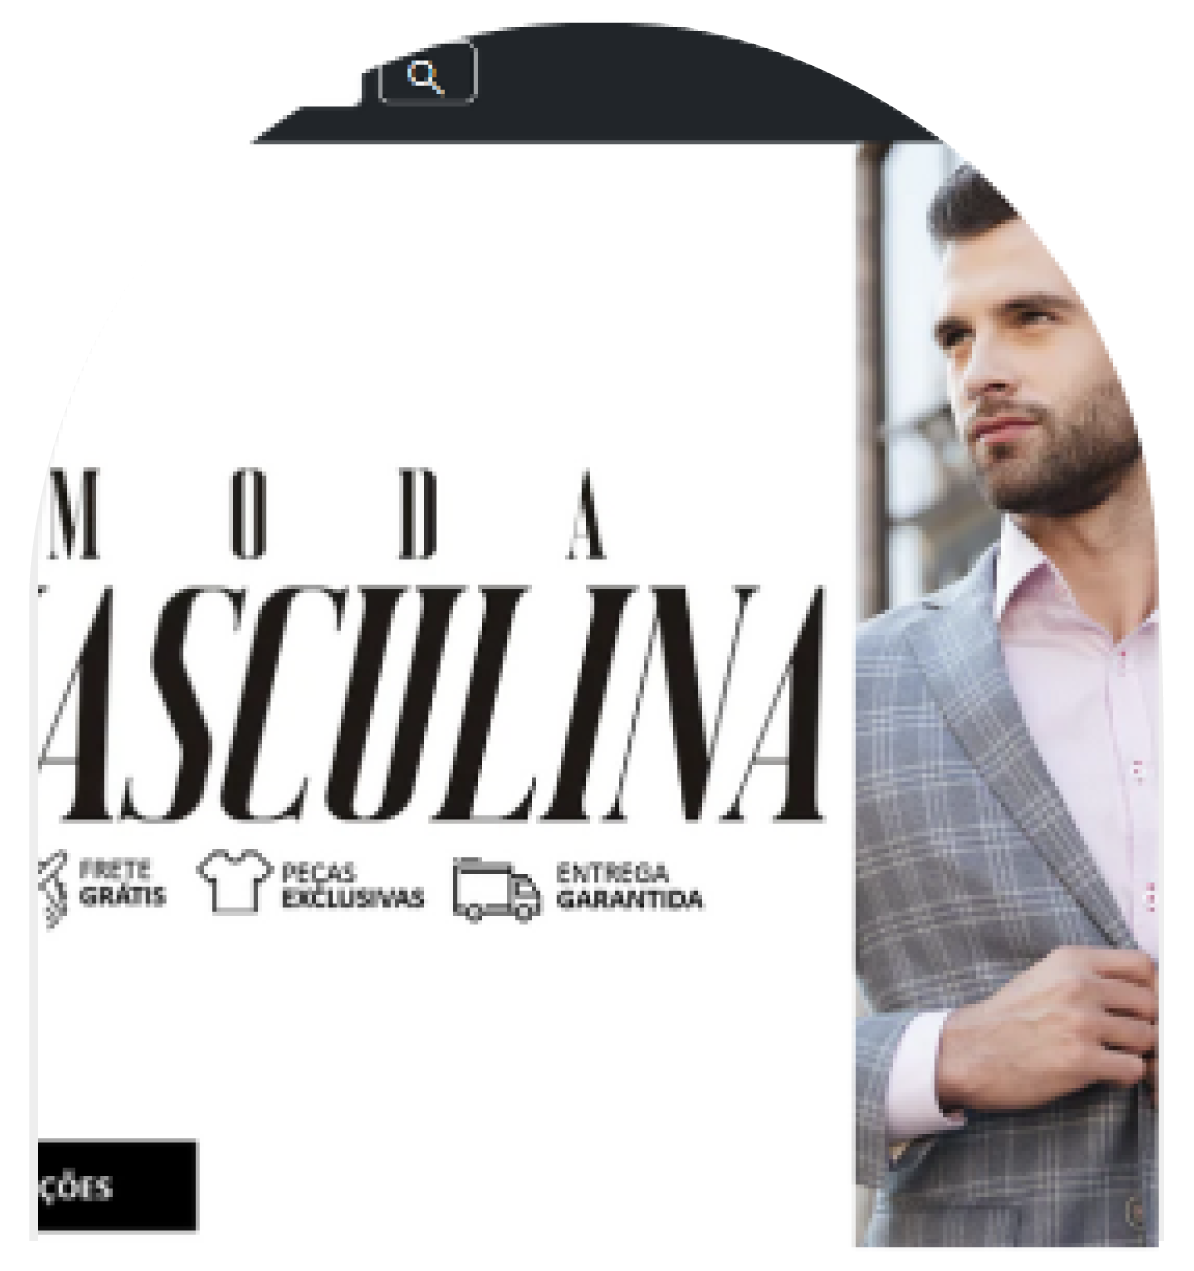 MODA
ASCULINA
FRETE GRÁTIS
PEÇAS EXCLUSIVAS
ENTREGA GARANTIDA
ÇÕES